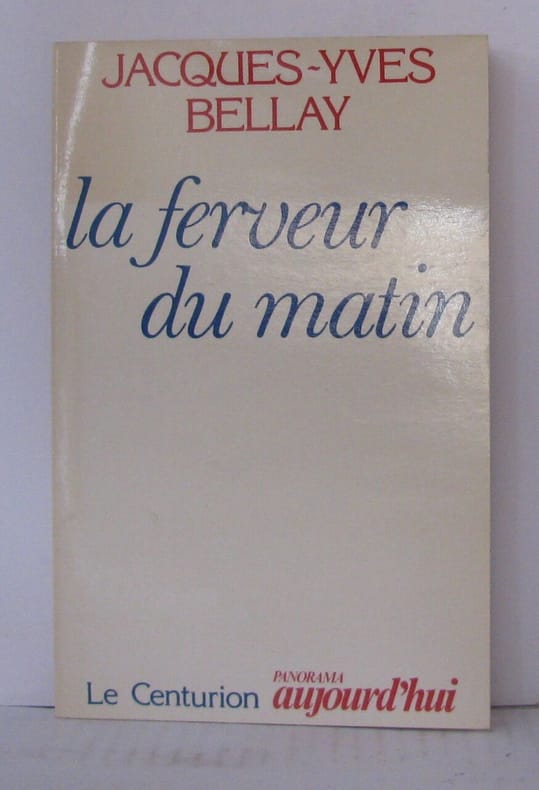 JACQUES~YVES
BELLAY
la ferveur
du matin
Le Centurion
PANORAMA
aujourd'hui